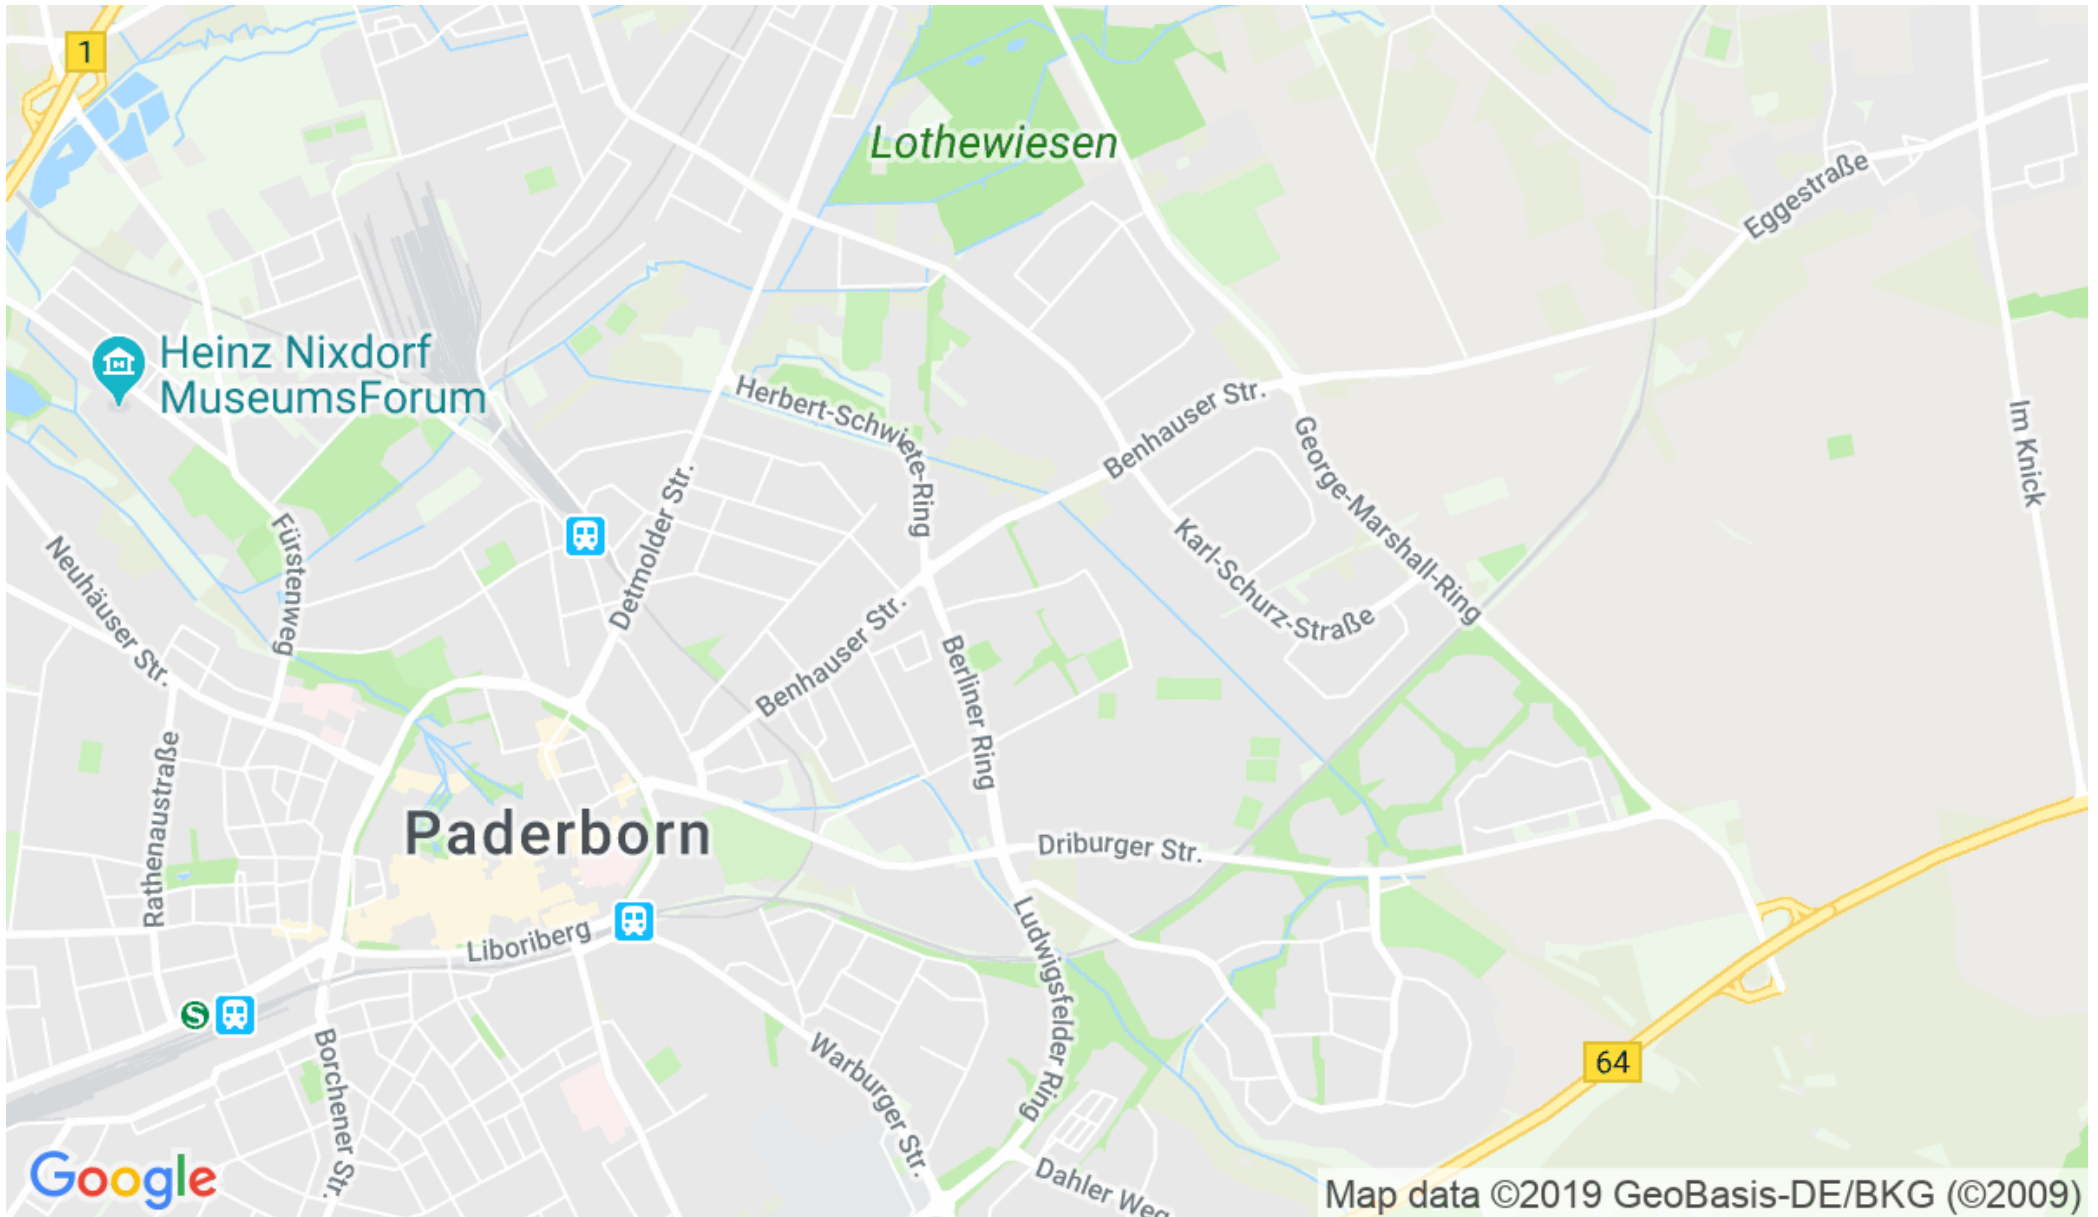 1
Lothewiesen
Eggestraße
Heinz Nixdorf
MuseumsForum
Herbert-Schwiete-Ring
Benhauser Str.
George-Marshall-Ring
Im Knick
Detmolder Str.
Fürstenweg
Neuhäuser Str.
Karl-Schurz-Straße
Benhauser Str.
Berliner Ring
Rathenaustraße
Paderborn
Driburger Str.
Liboriberg
Ludwigsfelder Ring
S
Borchener Str.
Warburger Str.
64
Dahler Weg
Google
Map data ©2019 GeoBasis-DE/BKG (©2009)